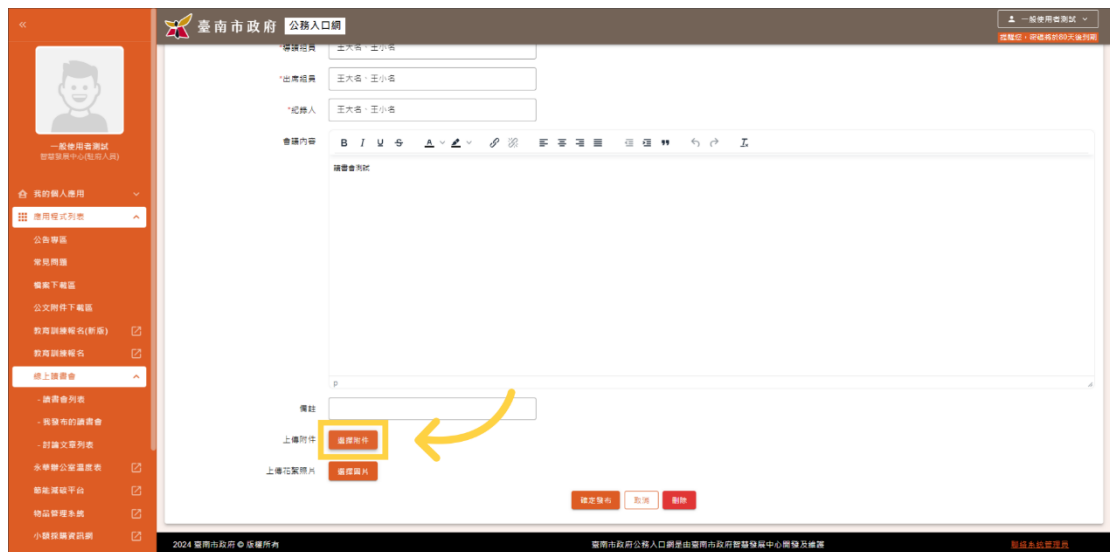 臺南市政府 公務入口網
一般使用者測試
提醒您，密碼將於80天後到期
一般使用者測試
智慧發展中心(駐府人員)
我的個人應用
應用程式列表
公告專區
常見問題
檔案下載區
公文附件下載區
教育訓練報名(新版)
教育訓練報名
線上讀書會
- 讀書會列表
- 我發布的讀書會
- 討論文章列表
永華辦公室溫度表
節能減碳平台
物品管理系統
小額採購資訊網
*導讀組員 王大名、王小名
*出席組員 王大名、王小名
*紀錄人 王大名、王小名
會議內容
B I U S A
讀書會測試
P
備註
上傳附件 選擇附件
上傳花絮照片 選擇圖片
確定發布 取消 刪除
2024 臺南市政府 © 版權所有
臺南市政府公務入口網是由臺南市政府智慧發展中心開發及維護
聯絡系統管理員